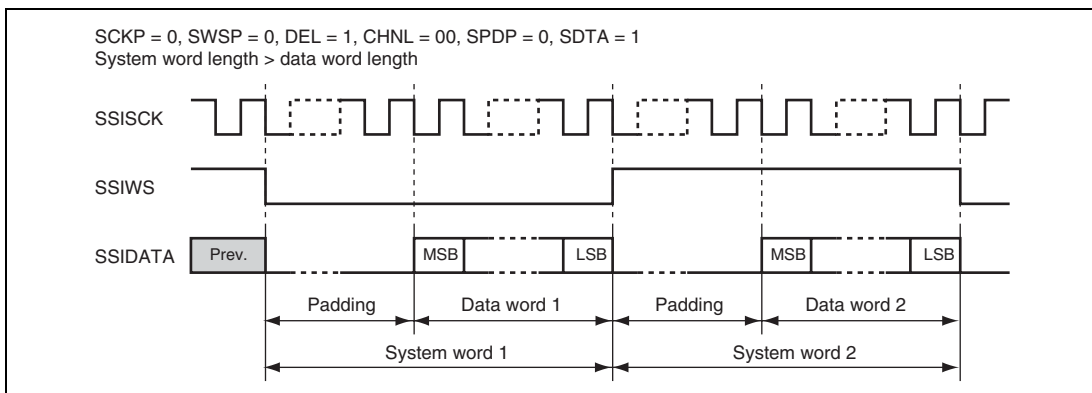 SCKP = 0, SWSP = 0, DEL = 1, CHNL = 00, SPDP = 0, SDTA = 1
System word length > data word length
SSISCK
SSIWS
SSIDATA
Prev.
MSB
LSB
MSB
LSB
Padding
Data word 1
Padding
Data word 2
System word 1
System word 2